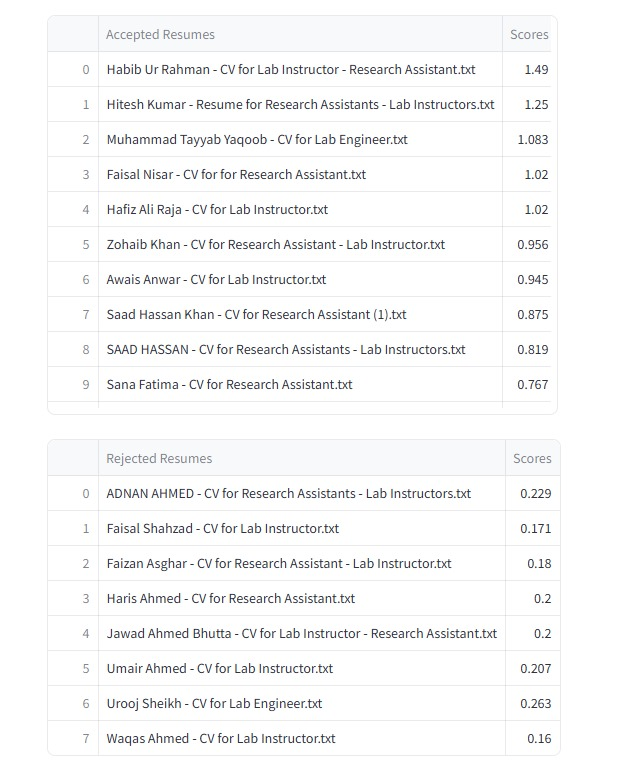 Accepted Resumes Scores
0 Habib Ur Rahman - CV for Lab Instructor - Research Assistant.txt 1.49
1 Hitesh Kumar - Resume for Research Assistants - Lab Instructors.txt 1.25
2 Muhammad Tayyab Yaqoob - CV for Lab Engineer.txt 1.083
3 Faisal Nisar - CV for for Research Assistant.txt 1.02
4 Hafiz Ali Raja - CV for Lab Instructor.txt 1.02
5 Zohaib Khan - CV for Research Assistant - Lab Instructor.txt 0.956
6 Awais Anwar - CV for Lab Instructor.txt 0.945
7 Saad Hassan Khan - CV for Research Assistant (1).txt 0.875
8 SAAD HASSAN - CV for Research Assistants - Lab Instructors.txt 0.819
9 Sana Fatima - CV for Research Assistant.txt 0.767
Rejected Resumes Scores
0 ADNAN AHMED - CV for Research Assistants - Lab Instructors.txt 0.229
1 Faisal Shahzad - CV for Lab Instructor.txt 0.171
2 Faizan Asghar - CV for Research Assistant - Lab Instructor.txt 0.18
3 Haris Ahmed - CV for Research Assistant.txt 0.2
4 Jawad Ahmed Bhutta - CV for Lab Instructor - Research Assistant.txt 0.2
5 Umair Ahmed - CV for Lab Instructor.txt 0.207
6 Urooj Sheikh - CV for Lab Engineer.txt 0.263
7 Waqas Ahmed - CV for Lab Instructor.txt 0.16